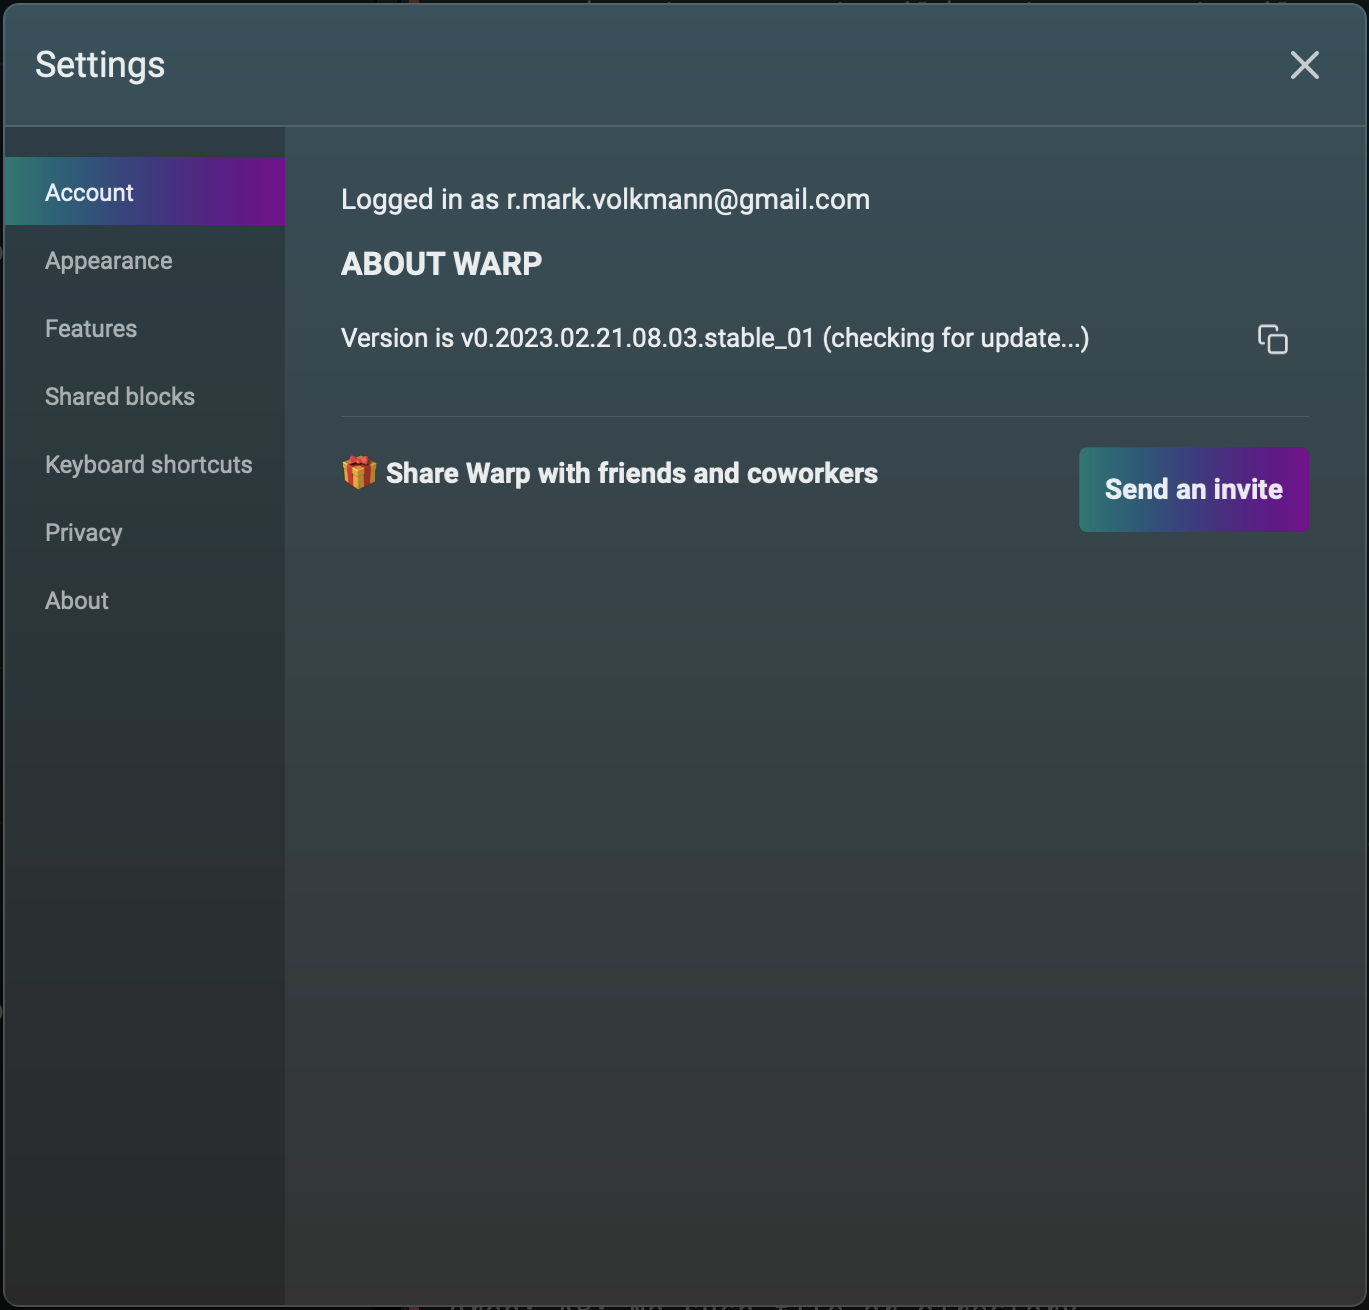 Settings
Account
Appearance
Features
Shared blocks
Keyboard shortcuts
Privacy
About
Logged in as r.mark.volkmann@gmail.com
ABOUT WARP
Version is v0.2023.02.21.08.03.stable_01 (checking for update...)
🎁 Share Warp with friends and coworkers
Send an invite